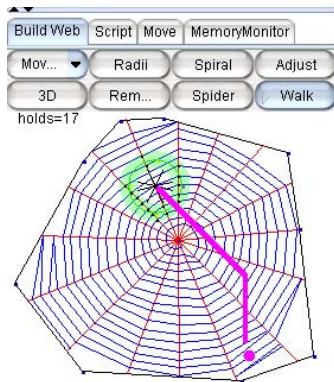 Build Web Script Move MemoryMonitor
Mov... Radii Spiral Adjust
3D Rem... Spider Walk
holds=17